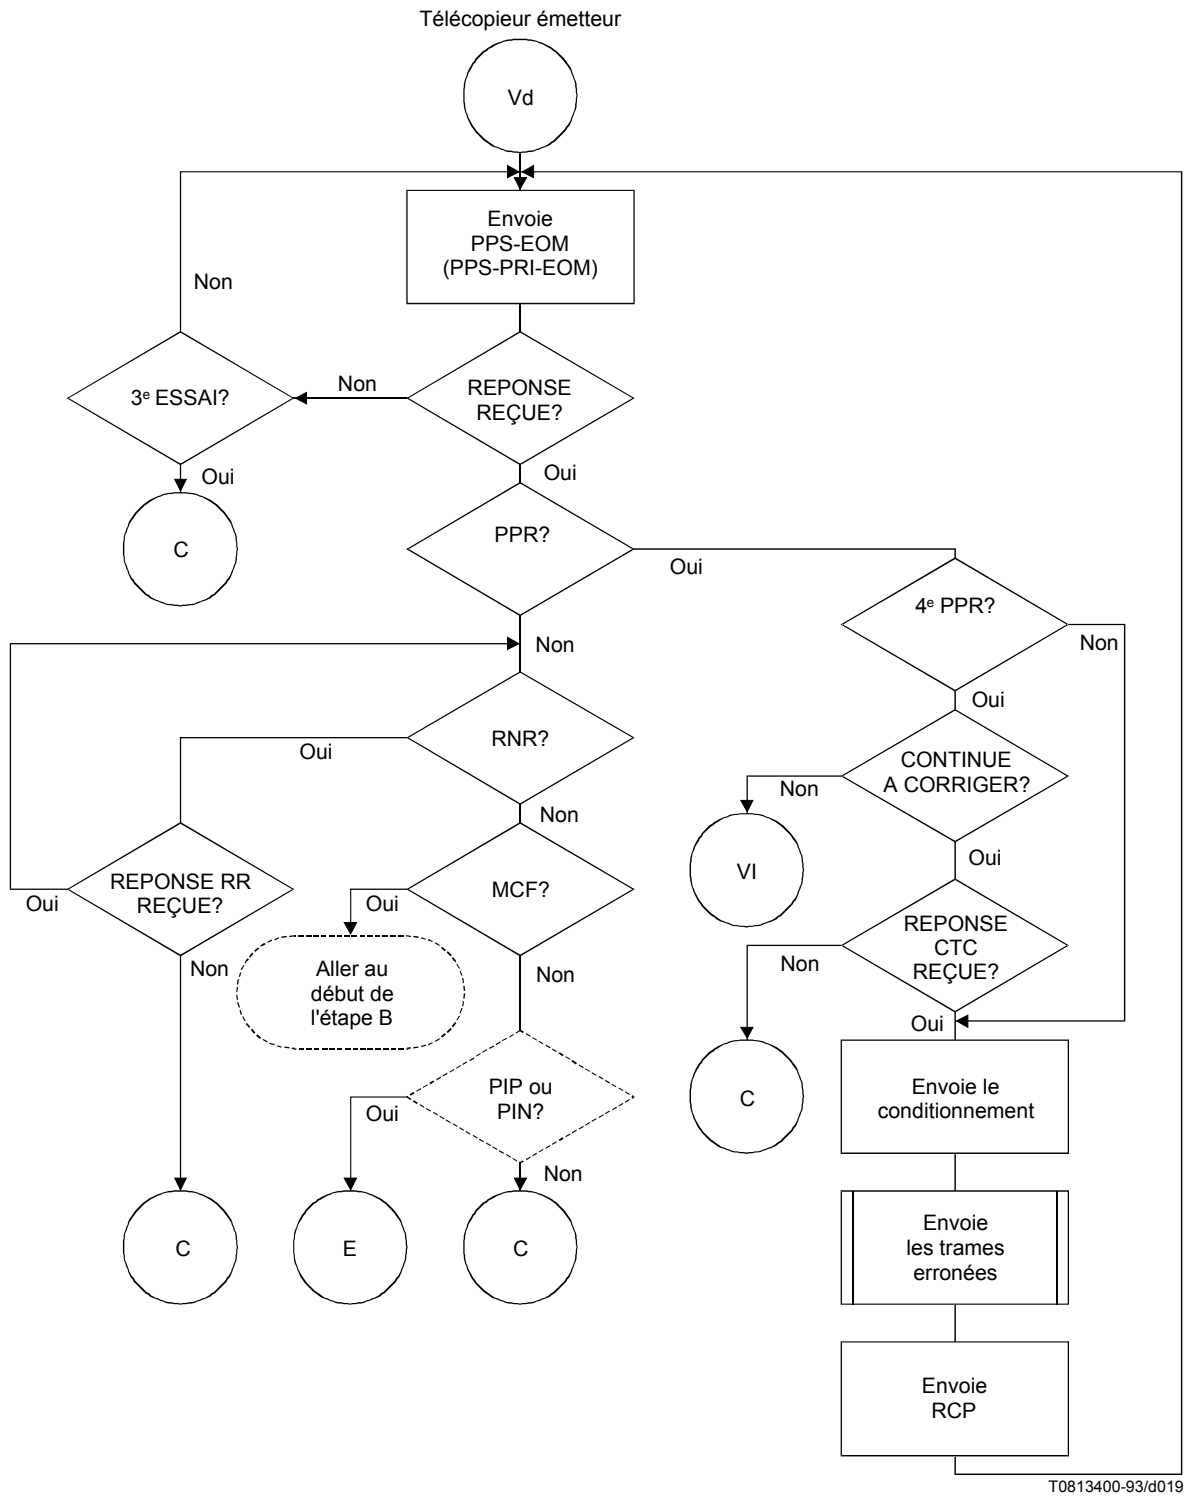 Télécopieur émetteur
Vd
Envoie
PPS-EOM
(PPS-PRI-EOM)
Non
3e ESSAI?
Non
REPONSE
REÇUE?
Oui
Oui
C
PPR?
Oui
4e PPR?
Non
Non
Oui
RNR?
Oui
CONTINUE
A CORRIGER?
Non
Non
VI
Oui
REPONSE RR
REÇUE?
Oui
MCF?
Oui
REPONSE
CTC
REÇUE?
Non
Non
Aller au
début de
l'étape B
Non
Oui
C
Envoie le
conditionnement
PIP ou
PIN?
Oui
Non
C
E
C
Envoie
les trames
erronées
Envoie
RCP
T0813400-93/d019